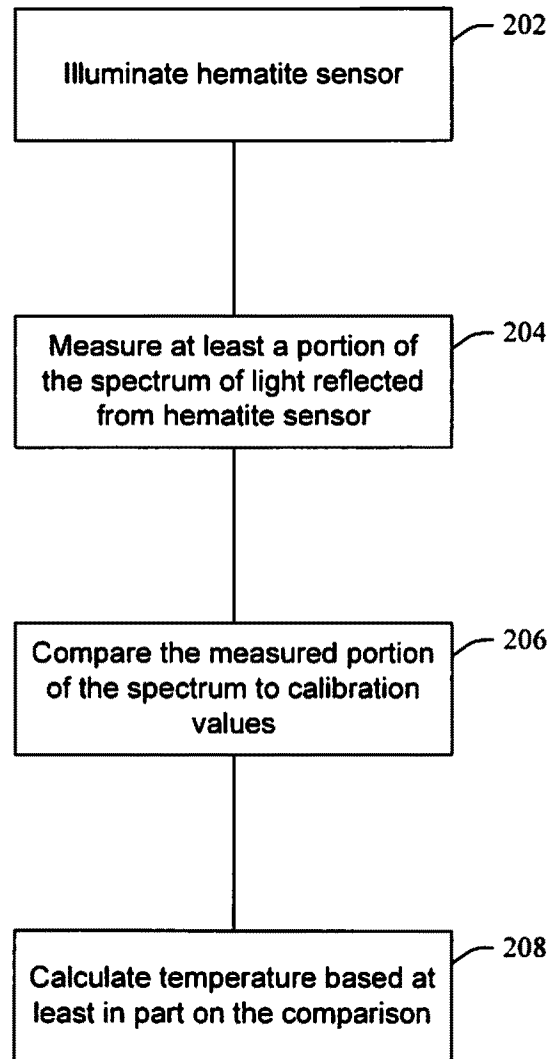 202
Illuminate hematite sensor
204
Measure at least a portion of
the spectrum of light reflected
from hematite sensor
206
Compare the measured portion
of the spectrum to calibration
values
208
Calculate temperature based at
least in part on the comparison